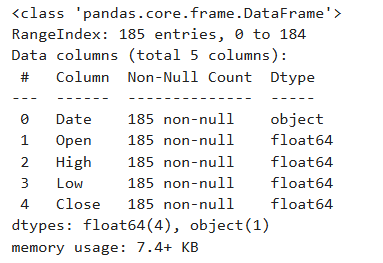 <class 'pandas.core.frame.DataFrame'>
RangeIndex: 185 entries, 0 to 184
Data columns (total 5 columns):
 #   Column  Non-Null Count  Dtype
---  ------  --------------  -----
 0   Date    185 non-null    object
 1   Open    185 non-null    float64
 2   High    185 non-null    float64
 3   Low     185 non-null    float64
 4   Close   185 non-null    float64
dtypes: float64(4), object(1)
memory usage: 7.4+ KB